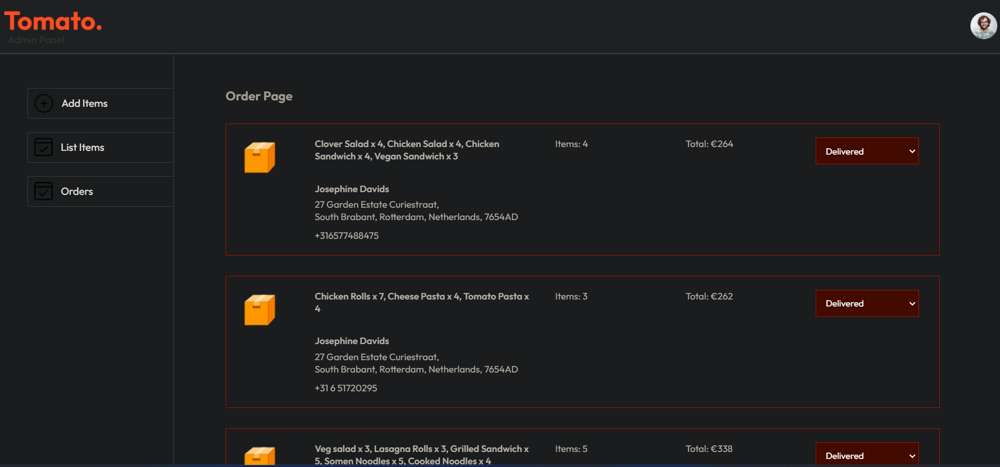 Tomato.
Admin Panel
Add Items
List Items
Orders
Order Page
Clover Salad x 4, Chicken Salad x 4, Chicken
Sandwich x 4, Vegan Sandwich x 3
Items: 4
Total: €264
Delivered
Josephine Davids
27 Garden Estate Curiestraat,
South Brabant, Rotterdam, Netherlands, 7654AD
+316577488475
Chicken Rolls x 7, Cheese Pasta x 4, Tomato Pasta x
4
Items: 3
Total: €262
Delivered
Josephine Davids
27 Garden Estate Curiestraat,
South Brabant, Rotterdam, Netherlands, 7654AD
+31 6 51720295
Veg salad x 3, Lasagna Rolls x 3, Grilled Sandwich x
5, Somen Noodles x 5, Cooked Noodles x 4
Items: 5
Total: €338
Delivered